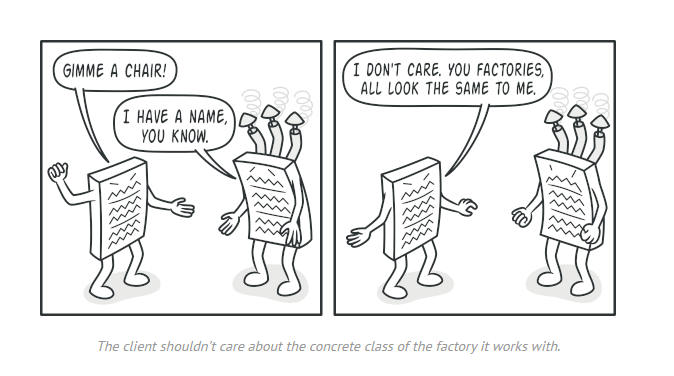 GIMME A CHAIR!
I HAVE A NAME,
YOU KNOW.
I DON'T CARE. YOU FACTORIES,
ALL LOOK THE SAME TO ME.
The client shouldn't care about the concrete class of the factory it works with.